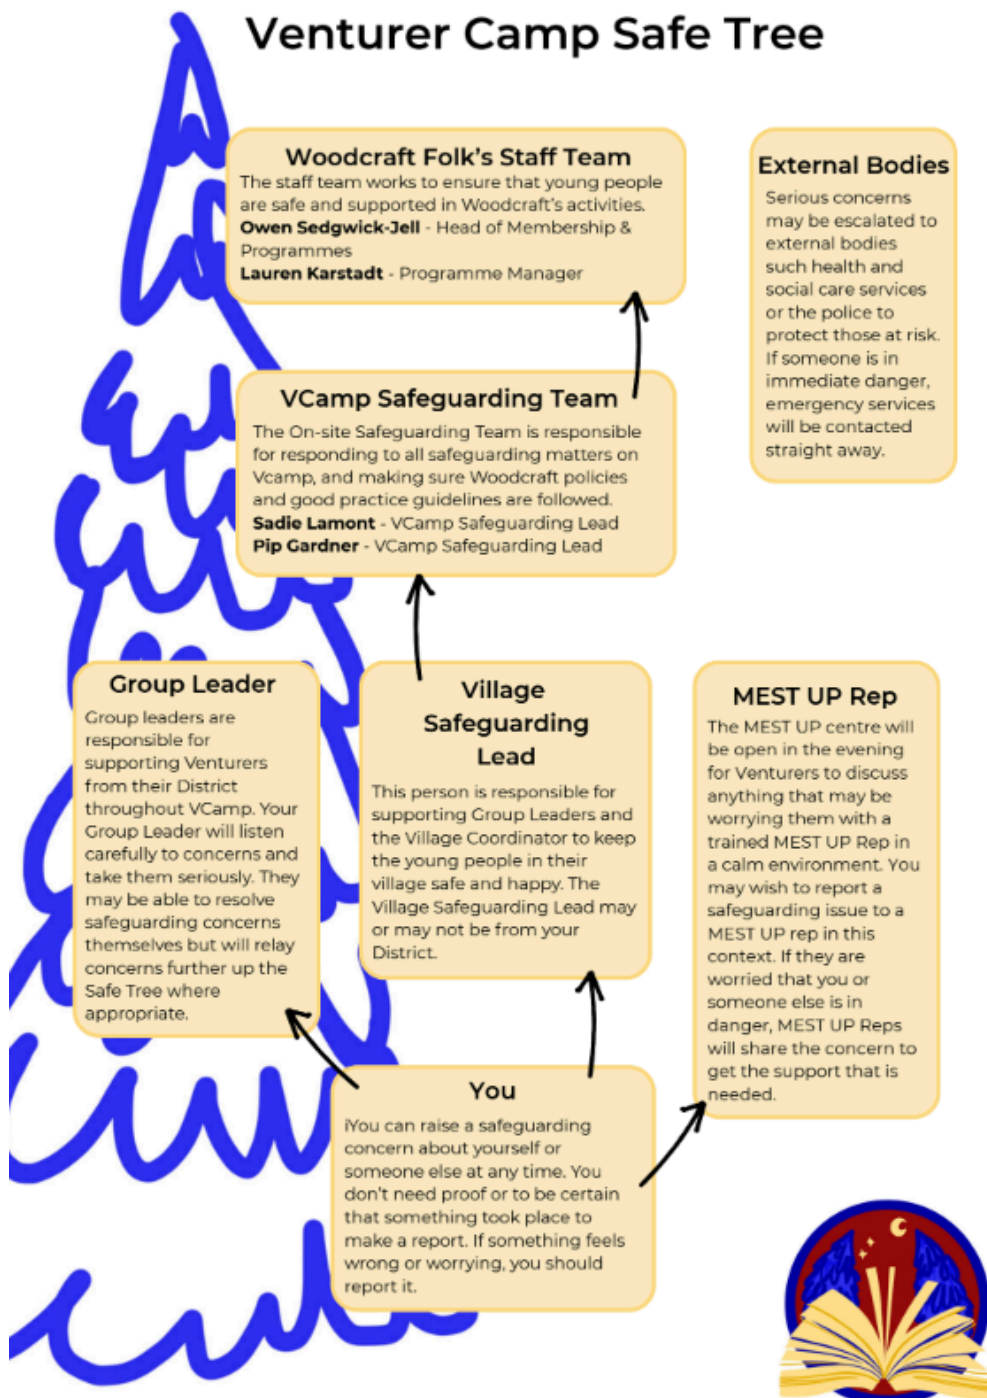 Venturer Camp Safe Tree
Woodcraft Folk's Staff Team
The staff team works to ensure that young people
are safe and supported in Woodcraft's activities.
Owen Sedgwick-Jell - Head of Membership &
Programmes
Lauren Karstadt - Programme Manager
External Bodies
Serious concerns
may be escalated to
external bodies
such health and
social care services
or the police to
protect those at risk.
If someone is in
immediate danger,
emergency services
will be contacted
straight away.
VCamp Safeguarding Team
The On-site Safeguarding Team is responsible
for responding to all safeguarding matters on
Vcamp, and making sure Woodcraft policies
and good practice guidelines are followed.
Sadie Lamont - VCamp Safeguarding Lead
Pip Gardner - VCamp Safeguarding Lead
Group Leader
Group leaders are
responsible for
supporting Venturers
from their District
throughout VCamp. Your
Group Leader will listen
carefully to concerns and
take them seriously. They
may be able to resolve
safeguarding concerns
themselves but will relay
concerns further up the
Safe Tree where
appropriate.
Village
Safeguarding
Lead
This person is responsible for
supporting Group Leaders and
the Village Coordinator to keep
the young people in their
village safe and happy. The
Village Safeguarding Lead may
or may not be from your
District.
MEST UP Rep
The MEST UP centre will
be open in the evening
for Venturers to discuss
anything that may be
worrying them with a
trained MEST UP Rep in
a calm environment. You
may wish to report a
safeguarding issue to a
MEST UP rep in this
context. If they are
worried that you or
someone else is in
danger, MEST UP Reps
will share the concern to
get the support that is
needed.
You
iYou can raise a safeguarding
concern about yourself or
someone else at any time. You
don't need proof or to be certain
that something took place to
make a report. If something feels
wrong or worrying, you should
report it.